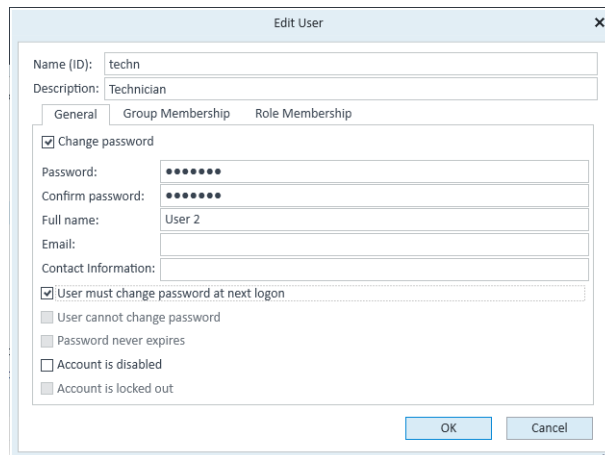 Edit User
Name (ID): techn
Description: Technician
General Group Membership Role Membership
Change password
Password: ●●●●●●●
Confirm password: ●●●●●●●
Full name: User 2
Email:
Contact Information:
User must change password at next logon
User cannot change password
Password never expires
Account is disabled
Account is locked out
OK Cancel